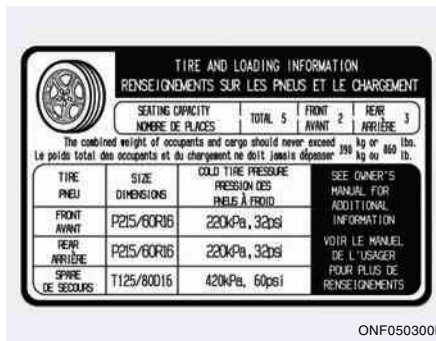 TIRE AND LOADING INFORMATION
RENSEIGNEMENTS SUR LES PNEUS ET LE CHARGEMENT
SEATING CAPACITY
NOMBRE DE PLACES
TOTAL 5
FRONT
AVANT
2
REAR
ARRIÈRE
3
The combined weight of occupants and cargo should never exceed 390 kg or 860 lbs.
Le poids total des occupants et du chargement ne doit jamais dépasser 390 kg ou 860 lb.
TIRE
PNEU
SIZE
DIMENSIONS
COLD TIRE PRESSURE
PRESSION DES
PNEUS À FROID
SEE OWNER'S
MANUAL FOR
ADDITIONAL
INFORMATION
VOIR LE MANUEL
DE L'USAGER
POUR PLUS DE
RENSEIGNEMENTS
FRONT
AVANT
P215/60R16
220kPa, 32psi
REAR
ARRIÈRE
P215/60R16
220kPa, 32psi
SPARE
DE SECOURS
T125/80D16
420kPa, 60psi